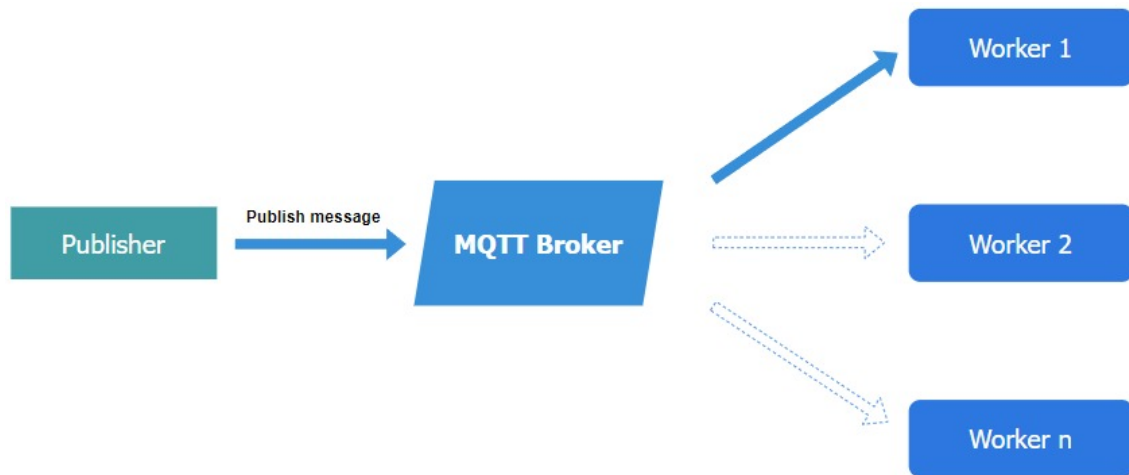 Worker 1
Publish message
Publisher
MQTT Broker
Worker 2
Worker n